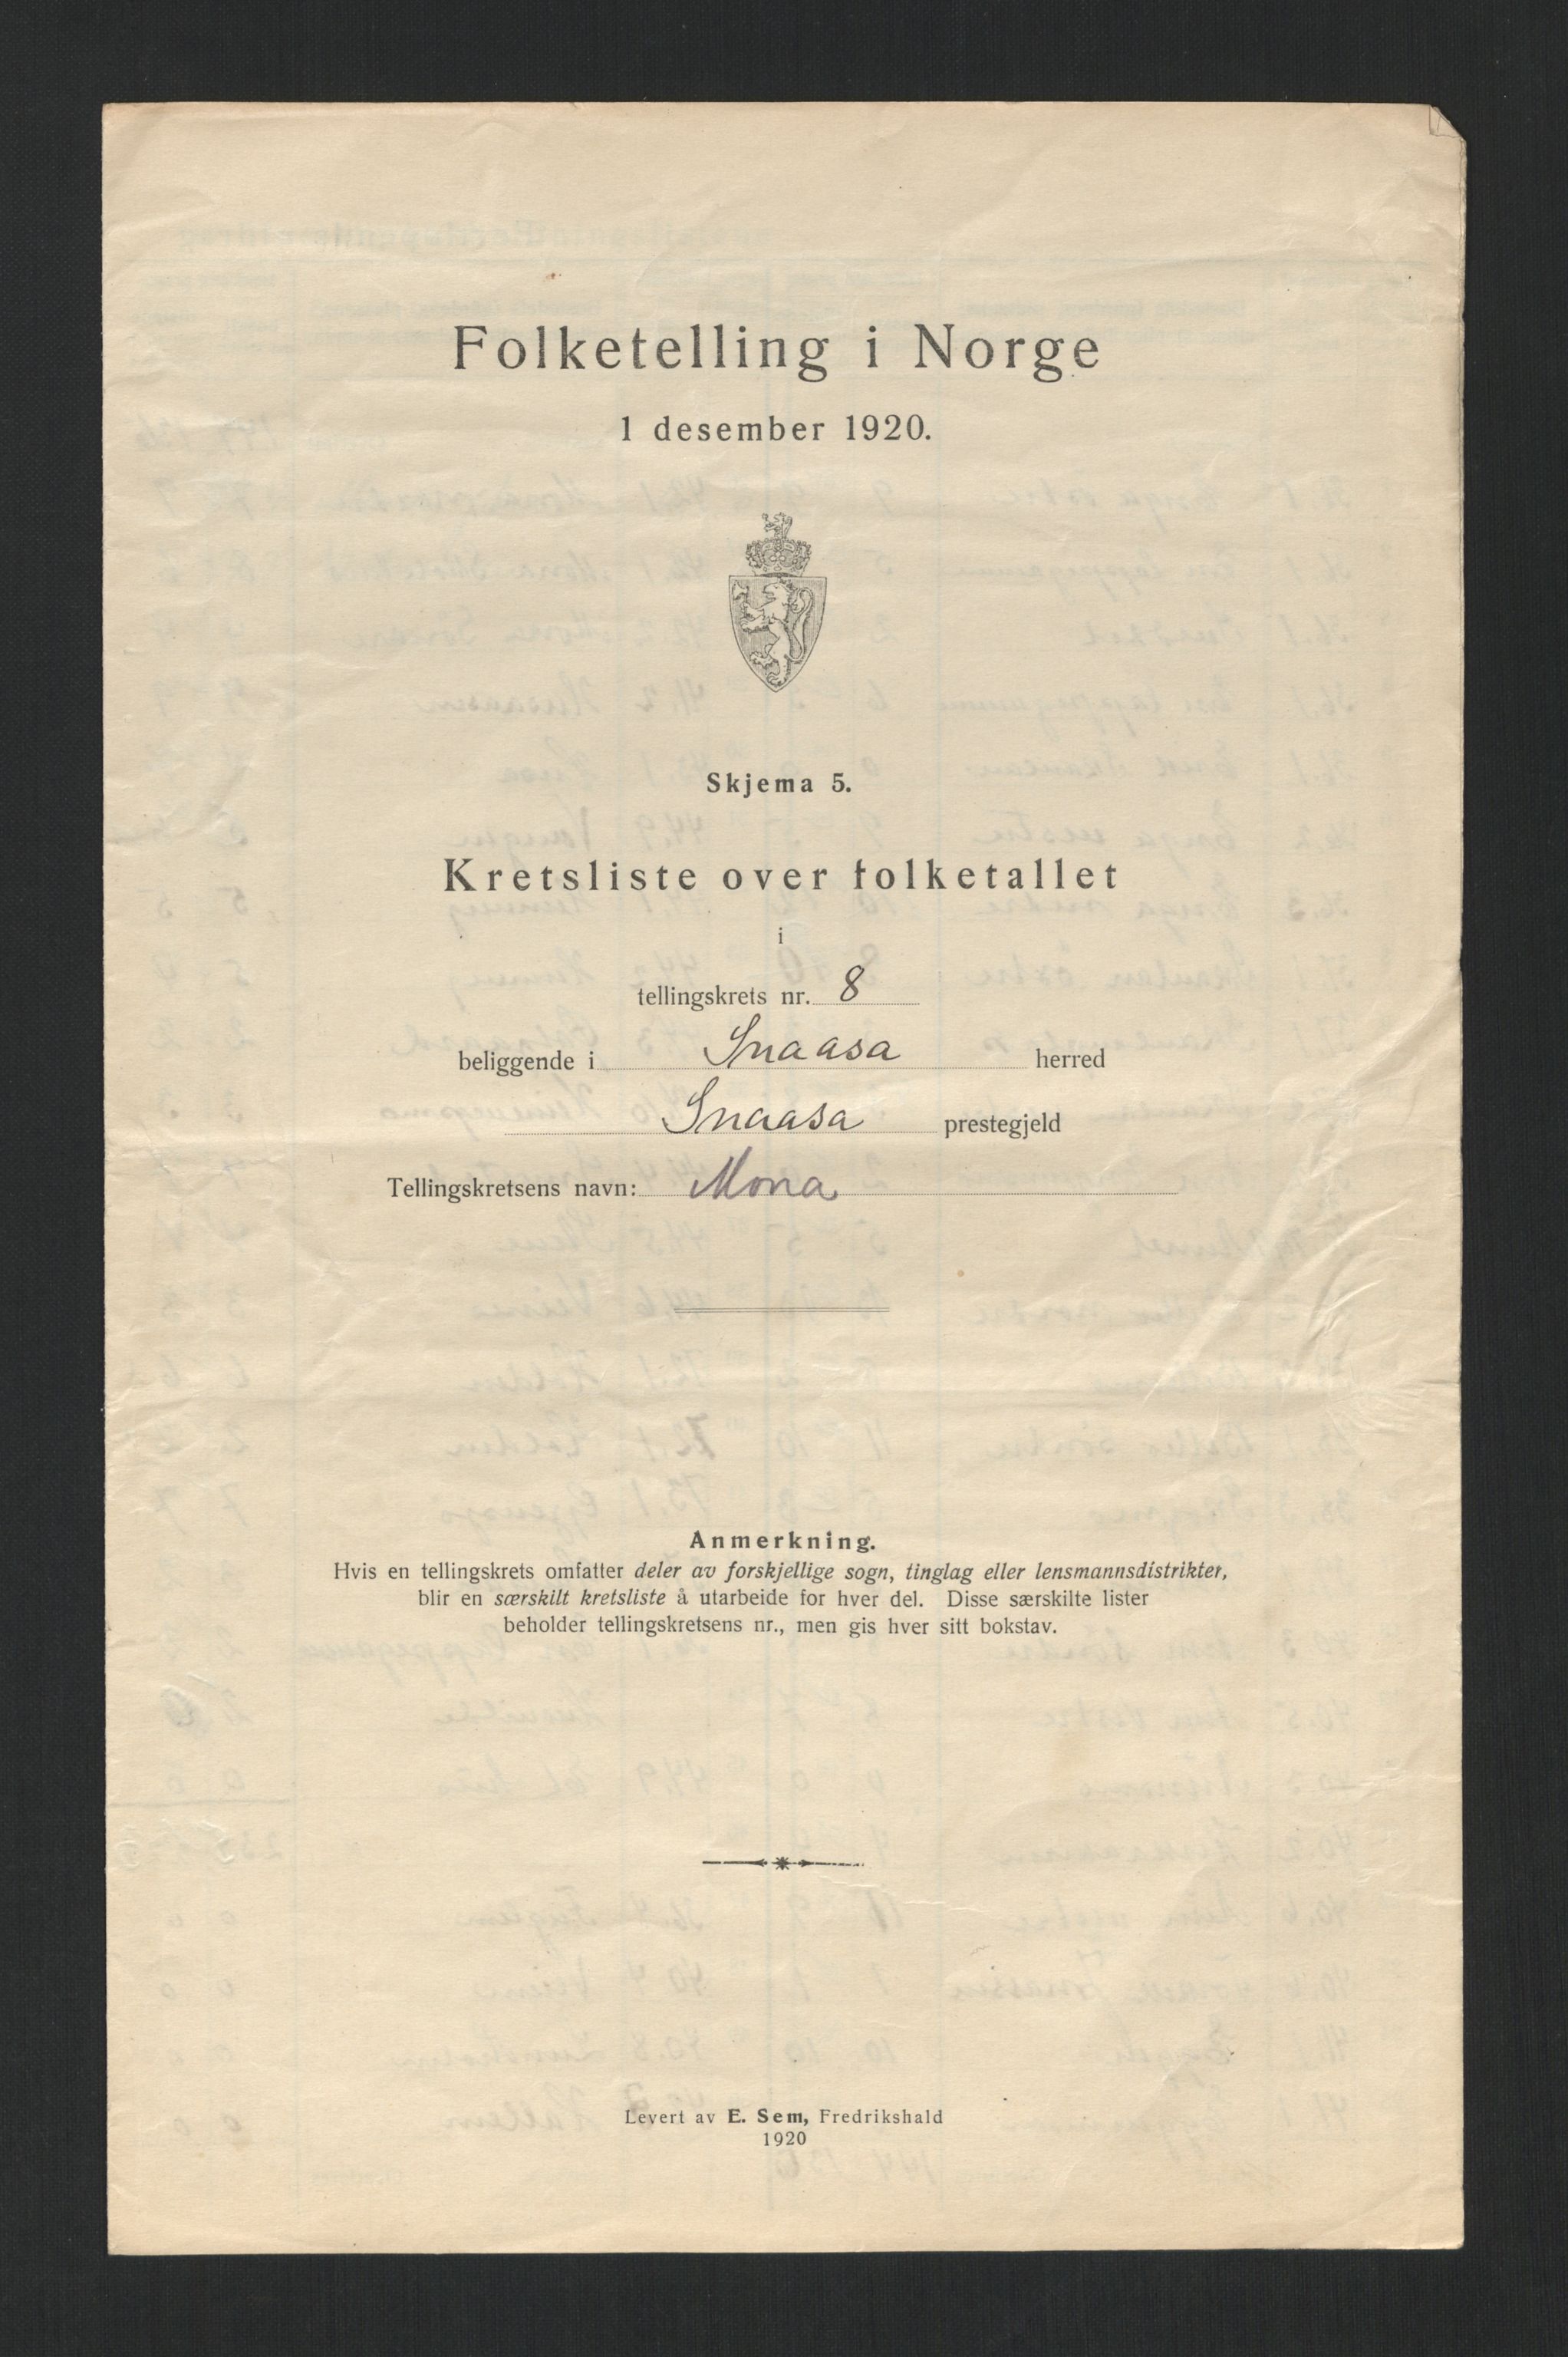 Folketelling i Norge
1 desember 1920.
Skjema 5.
Kretsliste over folketallet
i
tellingskrets nr. 8
beliggende i Snaasa herred
Snaasa prestegjeld
Tellingskretsens navn: Mona
Anmerkning.
Hvis en tellingskrets omfatter deler av forskjellige sogn, tinglag eller lensmannsdistrikter,
blir en særskilt kretsliste å utarbeide for hver del. Disse særskilte lister
beholder tellingskretsens nr., men gis hver sitt bokstav.
Levert av E. Sem, Fredrikshald
1920